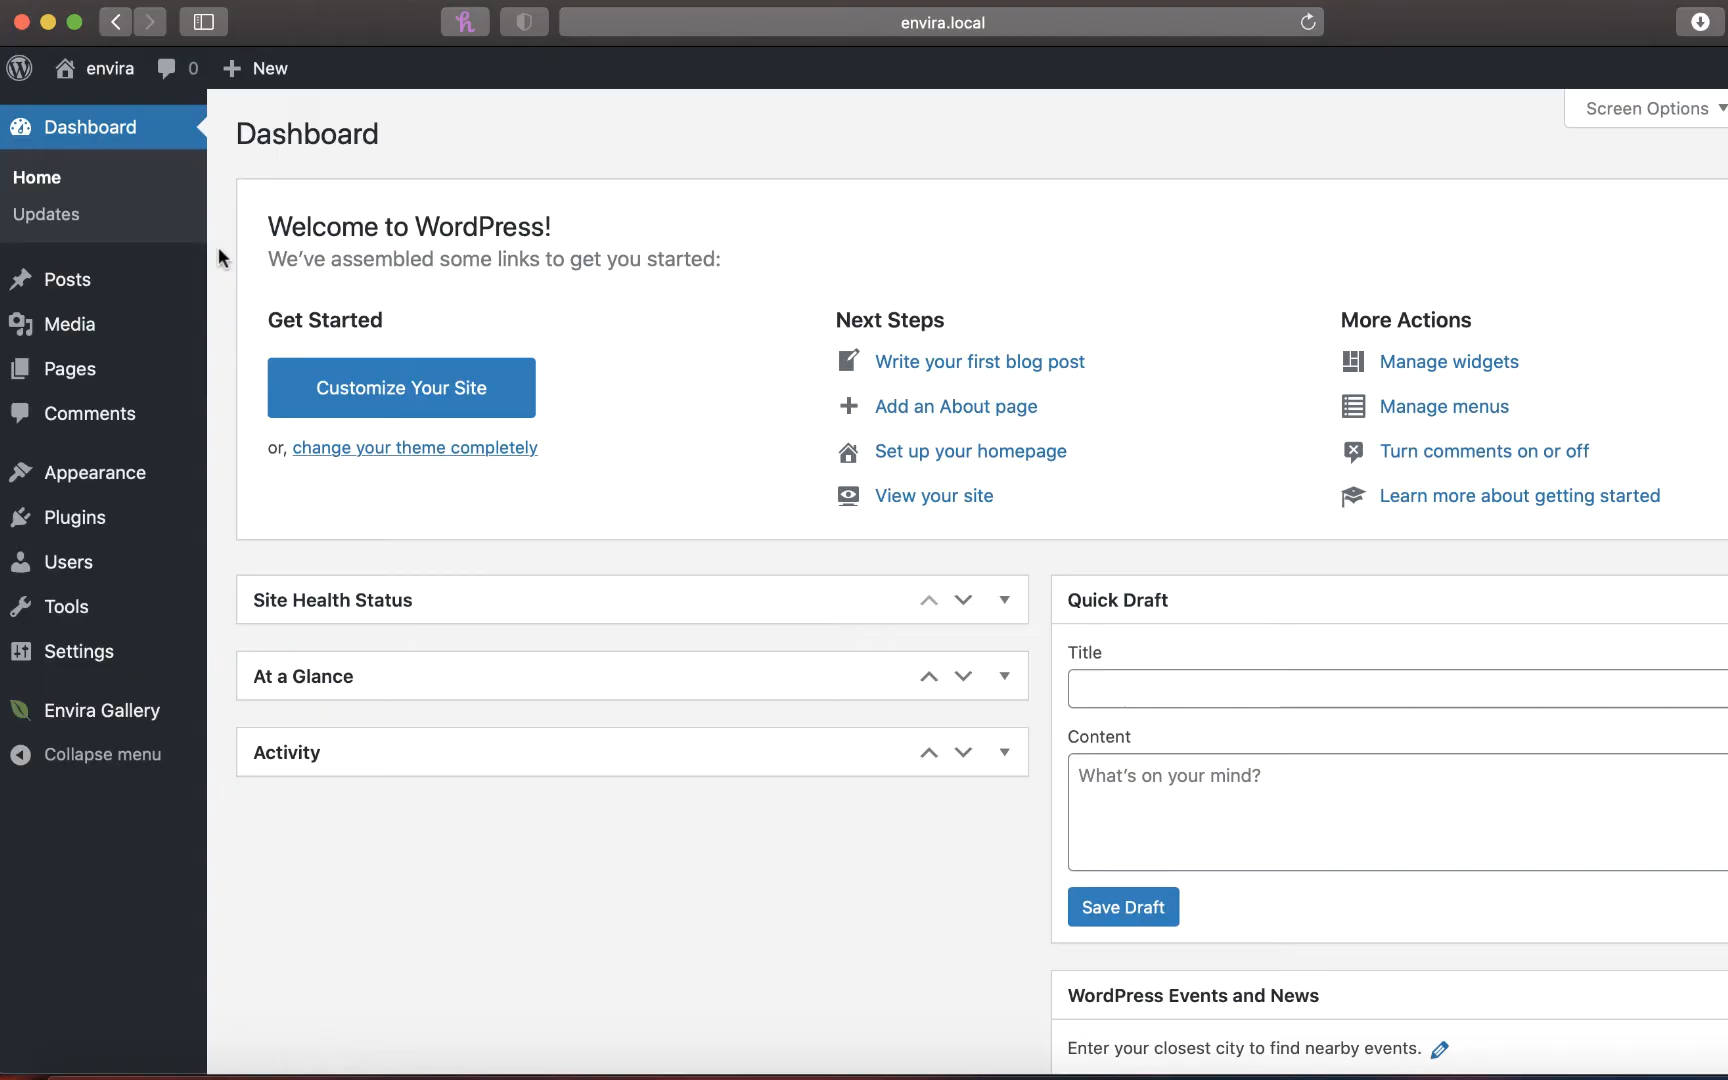 envira.local
envira
0
New
Screen Options
Dashboard
Home
Updates
Posts
Media
Pages
Comments
Appearance
Plugins
Users
Tools
Settings
Envira Gallery
Collapse menu
Dashboard
Welcome to WordPress!
We've assembled some links to get you started:
Get Started
Customize Your Site
or, change your theme completely
Next Steps
Write your first blog post
Add an About page
Set up your homepage
View your site
More Actions
Manage widgets
Manage menus
Turn comments on or off
Learn more about getting started
Site Health Status
At a Glance
Activity
Quick Draft
Title
Content
What's on your mind?
Save Draft
WordPress Events and News
Enter your closest city to find nearby events.